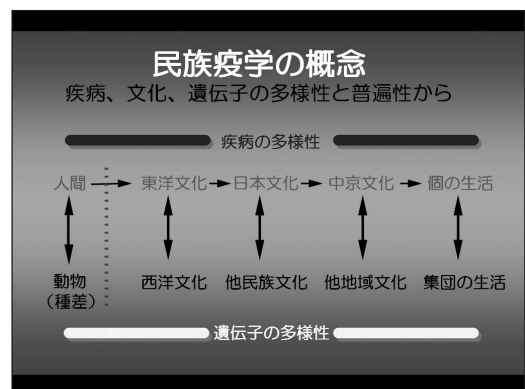 民族疫学の概念
疾病、文化、遺伝子の多様性と普遍性から
疾病の多様性
人間 東洋文化 日本文化 中京文化 個の生活
動物 西洋文化 他民族文化 他地域文化 集団の生活
（種差）
遺伝子の多様性